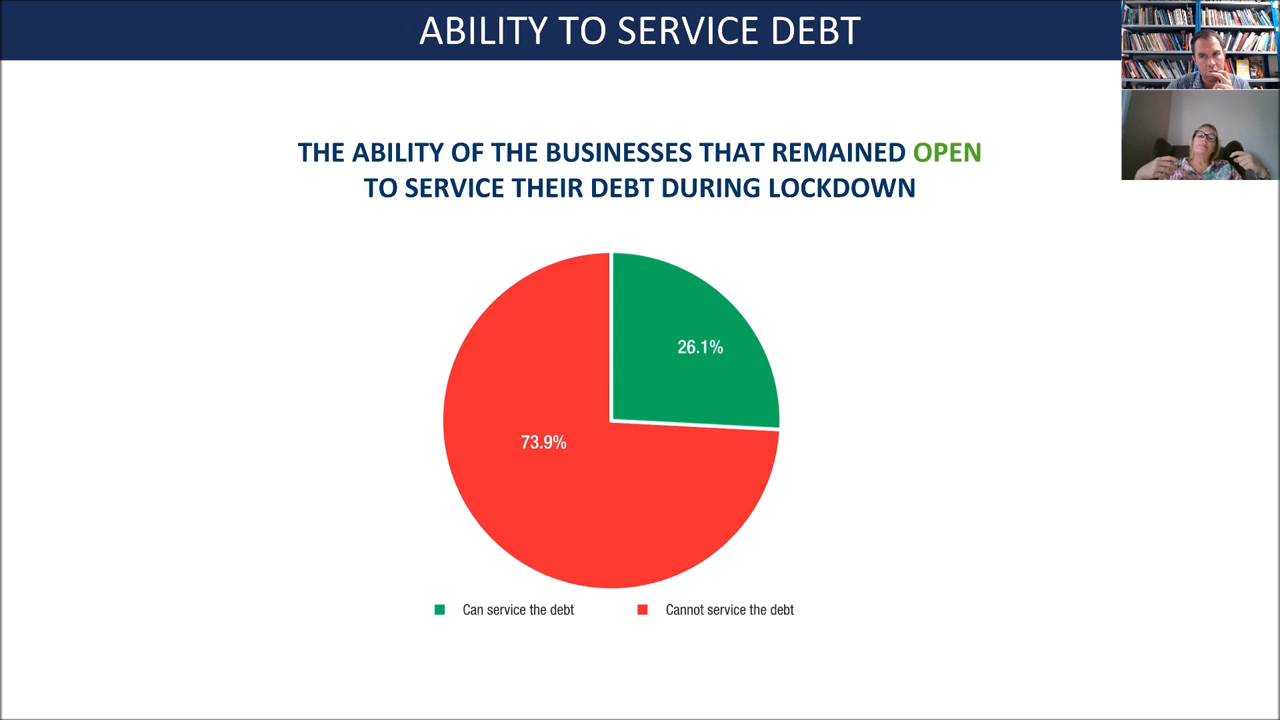 ABILITY TO SERVICE DEBT
THE ABILITY OF THE BUSINESSES THAT REMAINED OPEN
TO SERVICE THEIR DEBT DURING LOCKDOWN
26.1%
73.9%
Can service the debt
Cannot service the debt